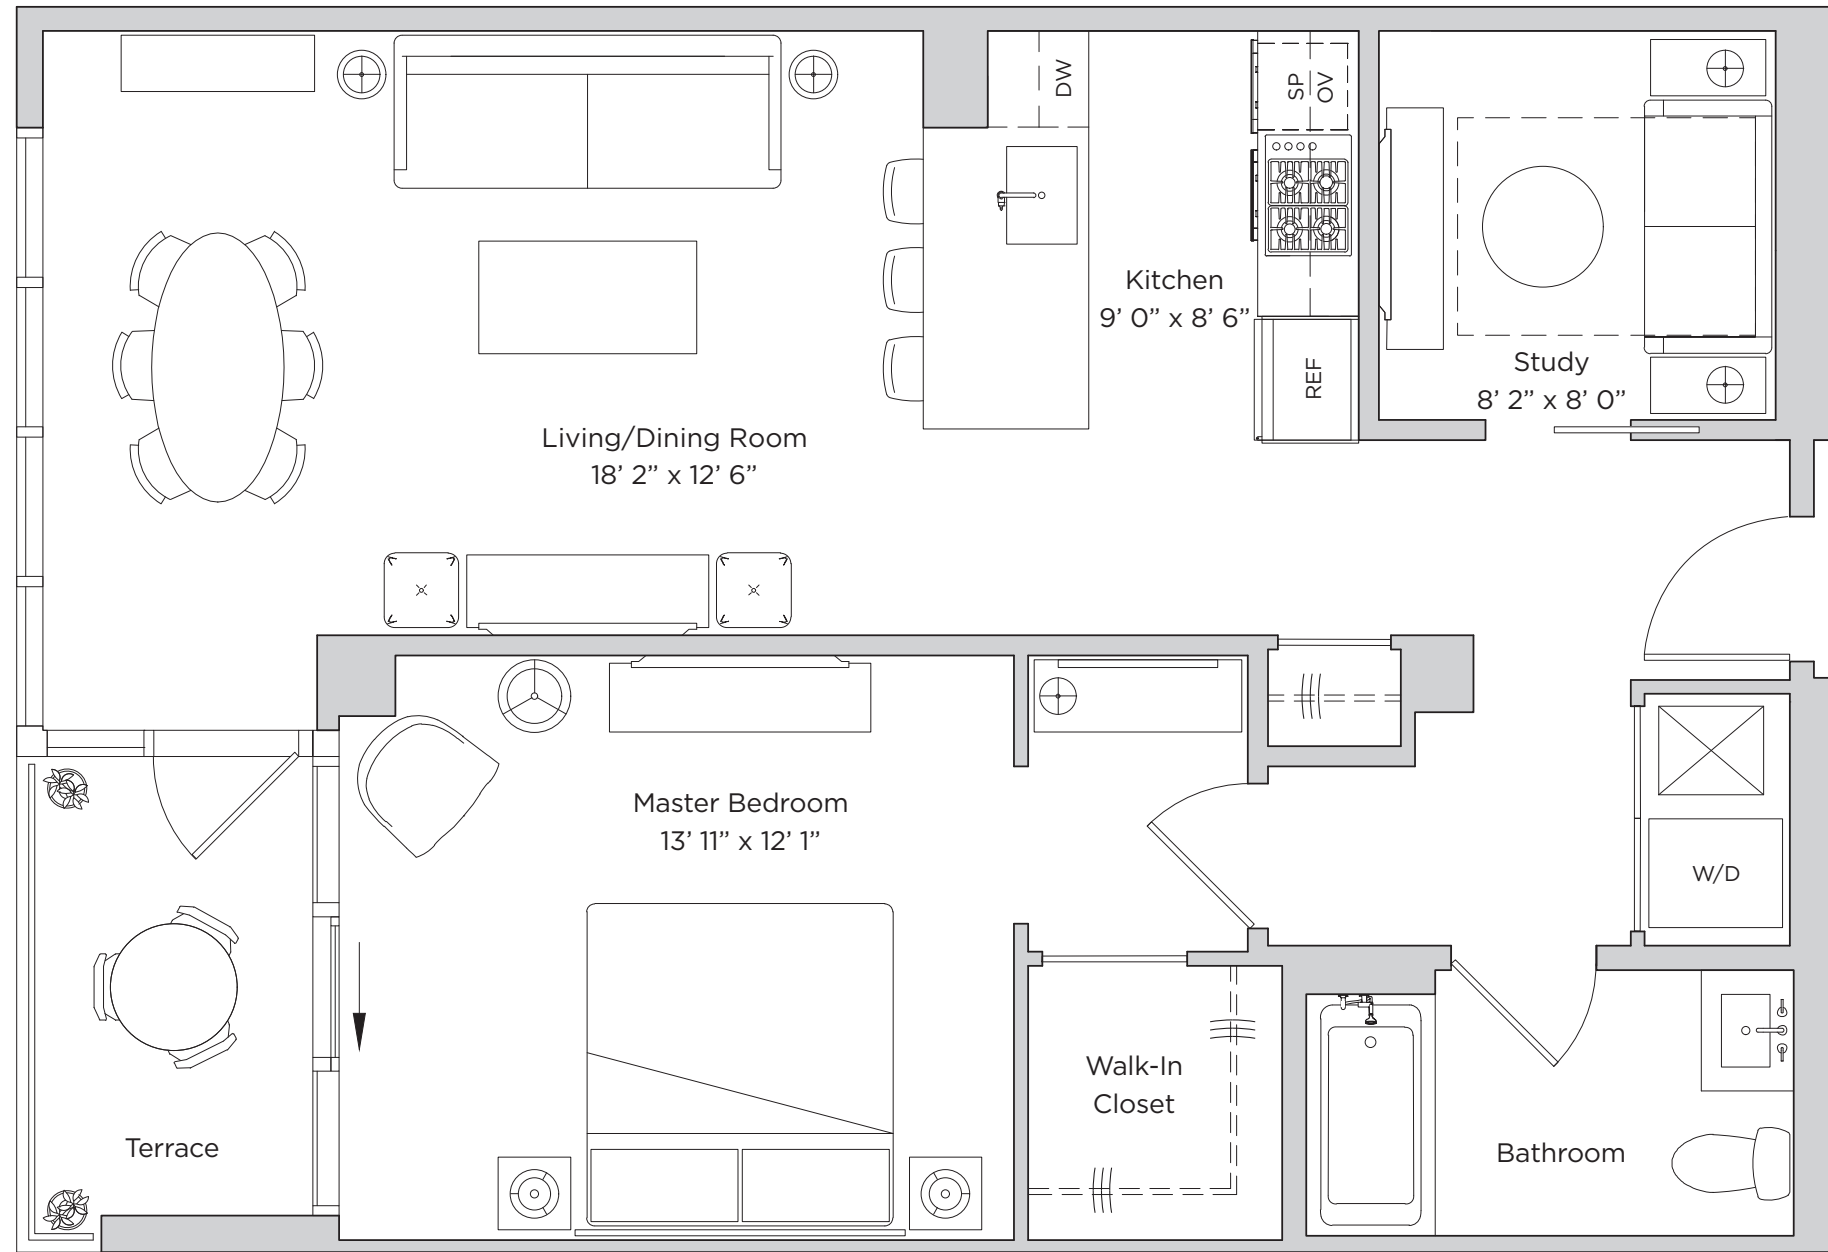 DW
SP
OV
Kitchen
9’ 0” x 8’ 6”
REF
Study
8’ 2” x 8’ 0”
Living/Dining Room
18’ 2” x 12’ 6”
Master Bedroom
13’ 11” x 12’ 1”
W/D
Walk-In
Closet
Terrace
Bathroom